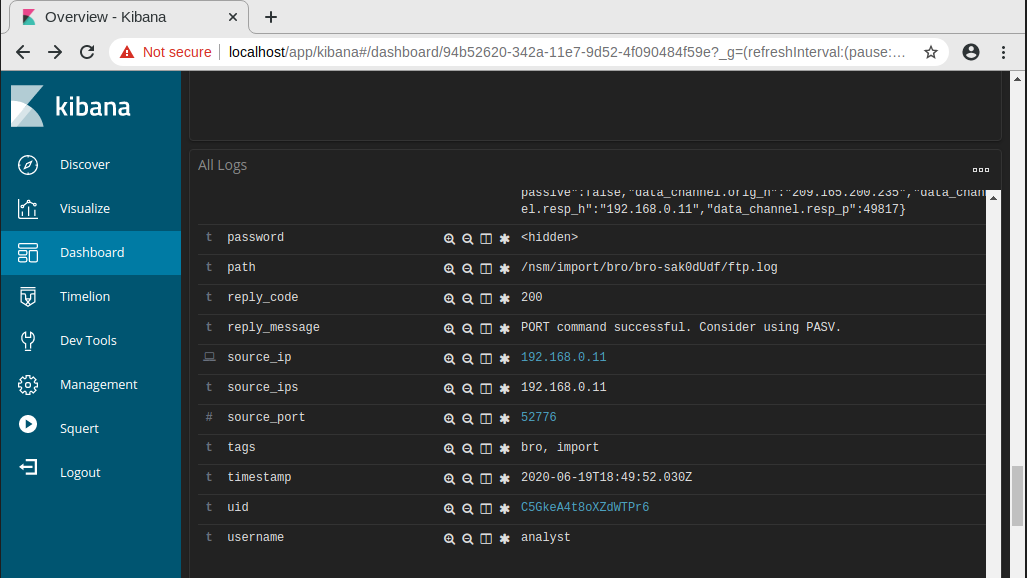 Overview - Kibana
Not secure localhost/app/kibana#/dashboard/94b52620-342a-11e7-9d52-4f090484f59e?_g=(refreshInterval:(pause:…
kibana
Discover
Visualize
Dashboard
Timelion
Dev Tools
Management
Squert
Logout
All Logs
passive":false,"data_channel.orig_h":"209.165.200.235","data_chan
el.resp_h":"192.168.0.11","data_channel.resp_p":49817}
t password <hidden>
t path /nsm/import/bro/bro-sak0dUdf/ftp.log
t reply_code 200
t reply_message PORT command successful. Consider using PASV.
source_ip 192.168.0.11
t source_ips 192.168.0.11
# source_port 52776
t tags bro, import
t timestamp 2020-06-19T18:49:52.030Z
t uid C5GkeA4t8oXZdWTPr6
t username analyst